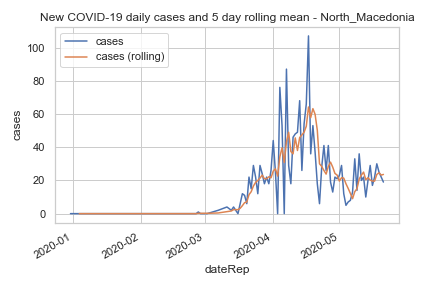 New COVID-19 daily cases and 5 day rolling mean - North_Macedonia
cases
cases (rolling)
cases
100
80
60
40
20
0
2020-01
2020-02
2020-03
2020-04
2020-05
dateRep